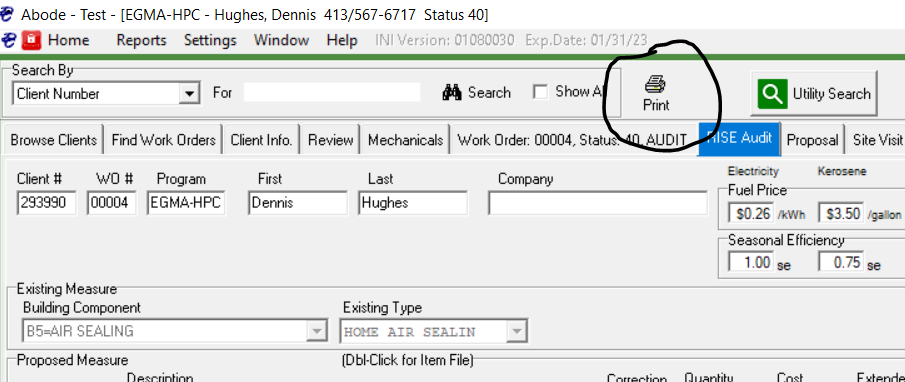 Abode - Test - [EGMA-HPC - Hughes, Dennis 413/567-6717 Status 40]
Home Reports Settings Window Help INI Version: 01080030 Exp.Date: 01/31/23
Search By
Client Number For Search Show Print Utility Search
Browse Clients Find Work Orders Client Info. Review Mechanicals Work Order: 00004, Status: 40, AUDIT RISE Audit Proposal Site Visit
Client # WO # Program First Last Company Electricity Kerosene
293990 00004 EGMA-HPC Dennis Hughes
Fuel Price
$0.26 /kWh $3.50 /gallon
Seasonal Efficiency
1.00 se 0.75 se
Existing Measure
Building Component Existing Type
B5=AIR SEALING HOME AIR SEALIN
Proposed Measure (Dbl-Click for Item File)
Description Correction Quantity Cost Extende